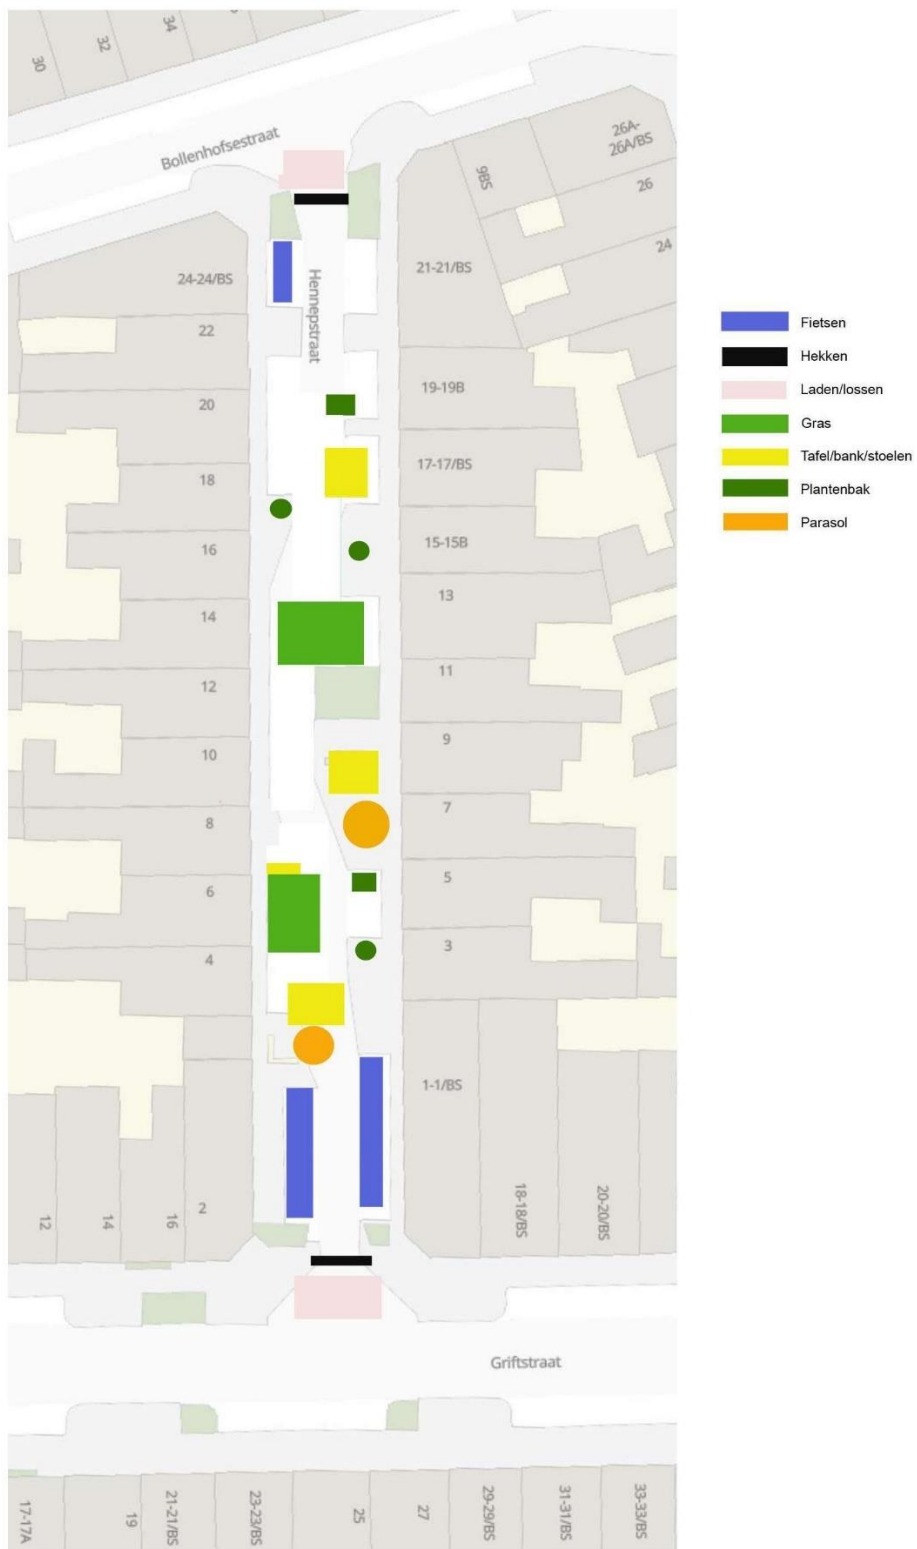 30
32
34
Bollenhofsestraat
26A-
26A/BS
9BS
26
24
24-24/BS
Hennepstraat
21-21/BS
22
20
19-19B
18
17-17/BS
16
15-15B
14
13
12
11
10
9
8
7
6
5
4
3
2
1-1/BS
12
14
16
18-18/BS
20-20/BS
Griftstraat
17-17A
19
21-21/BS
23-23/BS
25
27
29-29/BS
31-31/BS
33-33/BS
Fietsen
Hekken
Laden/lossen
Gras
Tafel/bank/stoelen
Plantenbak
Parasol